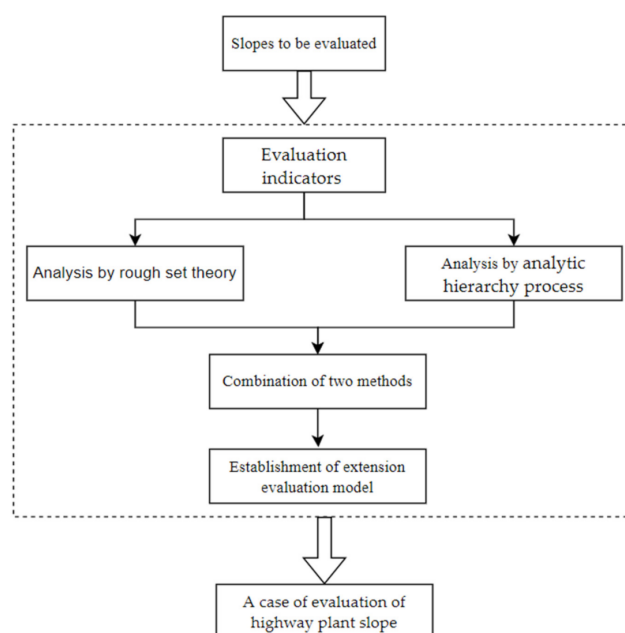 Slopes to be evaluated
Evaluation
indicators
Analysis by rough set theory
Analysis by analytic
hierarchy process
Combination of two methods
Establishment of extension
evaluation model
A case of evaluation of
highway plant slope